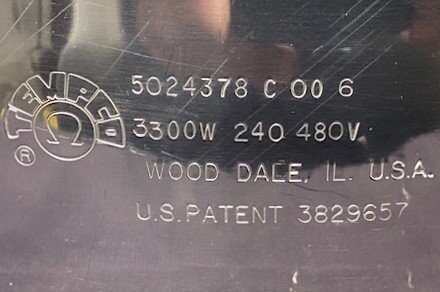 TEMPCO
Ω
®
5024378 C 00 6
3300W 240 480V
WOOD DALE, IL. U.S.A.
U.S. PATENT 3829657